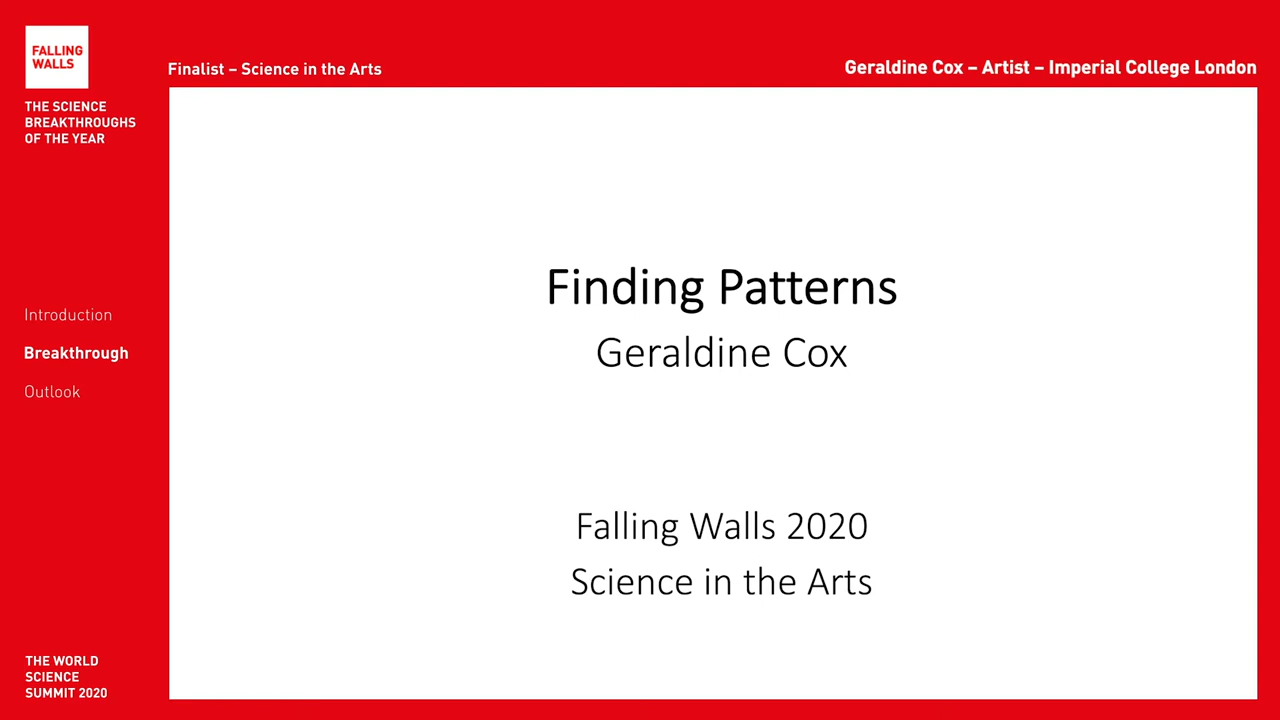 FALLING
WALLS
THE SCIENCE
BREAKTHROUGHS
OF THE YEAR
Finalist – Science in the Arts
Geraldine Cox – Artist – Imperial College London
Introduction
Breakthrough
Outlook
Finding Patterns
Geraldine Cox
Falling Walls 2020
Science in the Arts
THE WORLD
SCIENCE
SUMMIT 2020